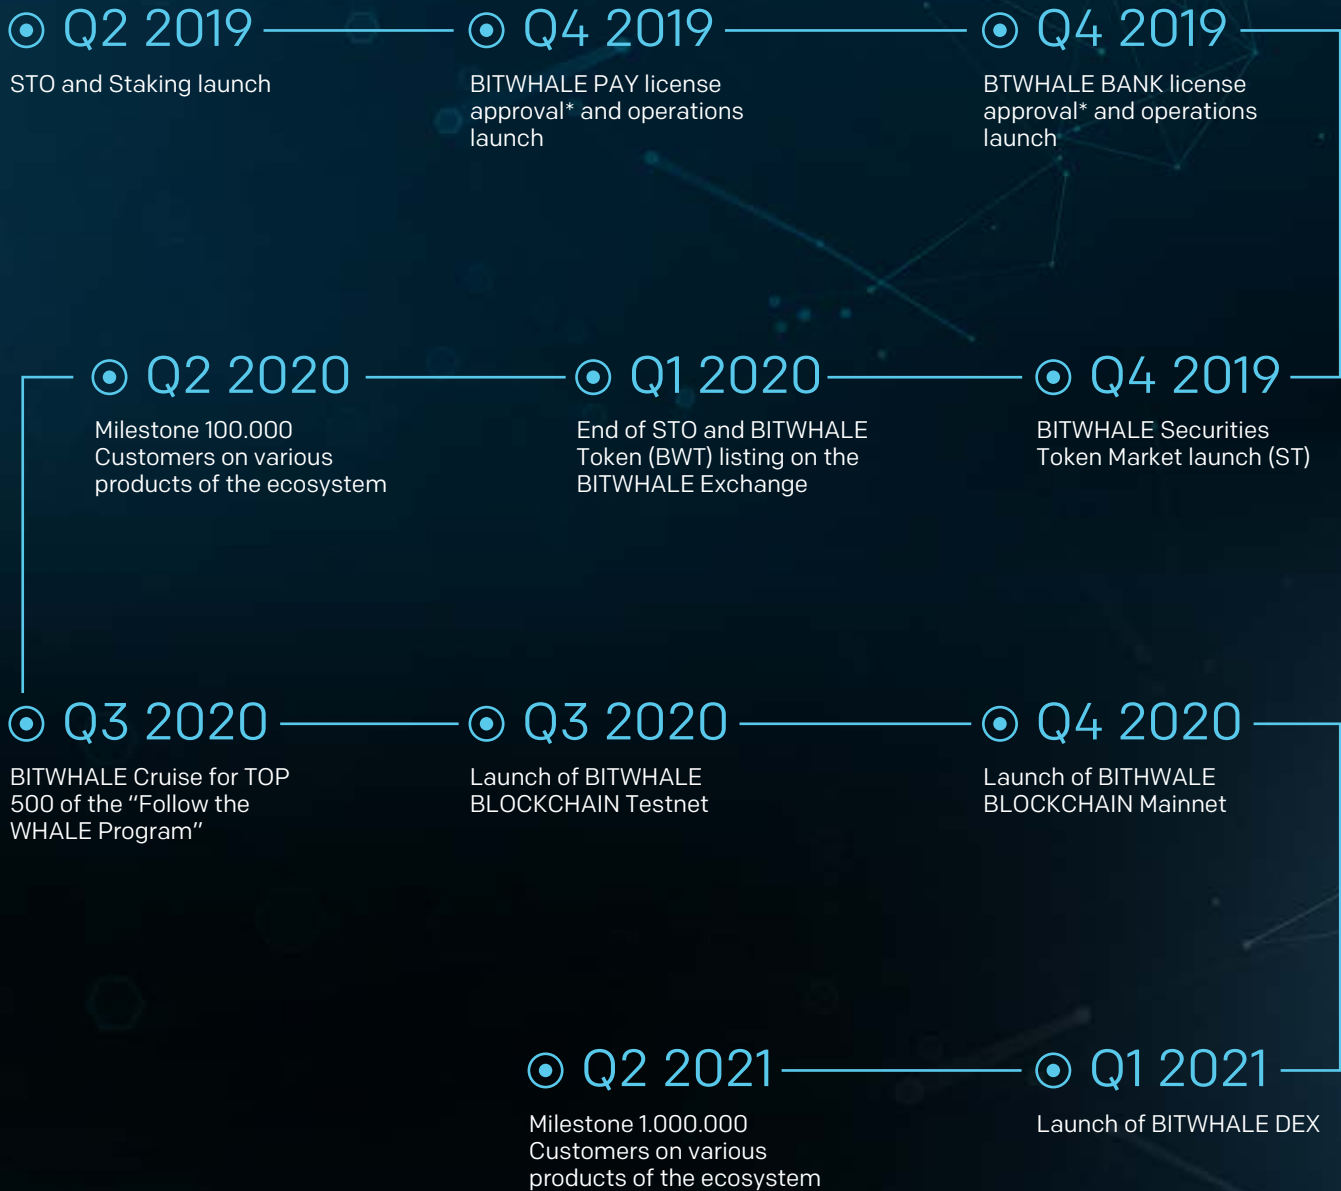 Q2 2019
STO and Staking launch
Q4 2019
BITWHALE PAY license
approval* and operations
launch
Q4 2019
BTWHALE BANK license
approval* and operations
launch
Q4 2019
BITWHALE Securities
Token Market launch (ST)
Q1 2020
End of STO and BITWHALE
Token (BWT) listing on the
BITWHALE Exchange
Q2 2020
Milestone 100.000
Customers on various
products of the ecosystem
Q3 2020
BITWHALE Cruise for TOP
500 of the “Follow the
WHALE Program”
Q3 2020
Launch of BITWHALE
BLOCKCHAIN Testnet
Q4 2020
Launch of BITHWALE
BLOCKCHAIN Mainnet
Q1 2021
Launch of BITWHALE DEX
Q2 2021
Milestone 1.000.000
Customers on various
products of the ecosystem